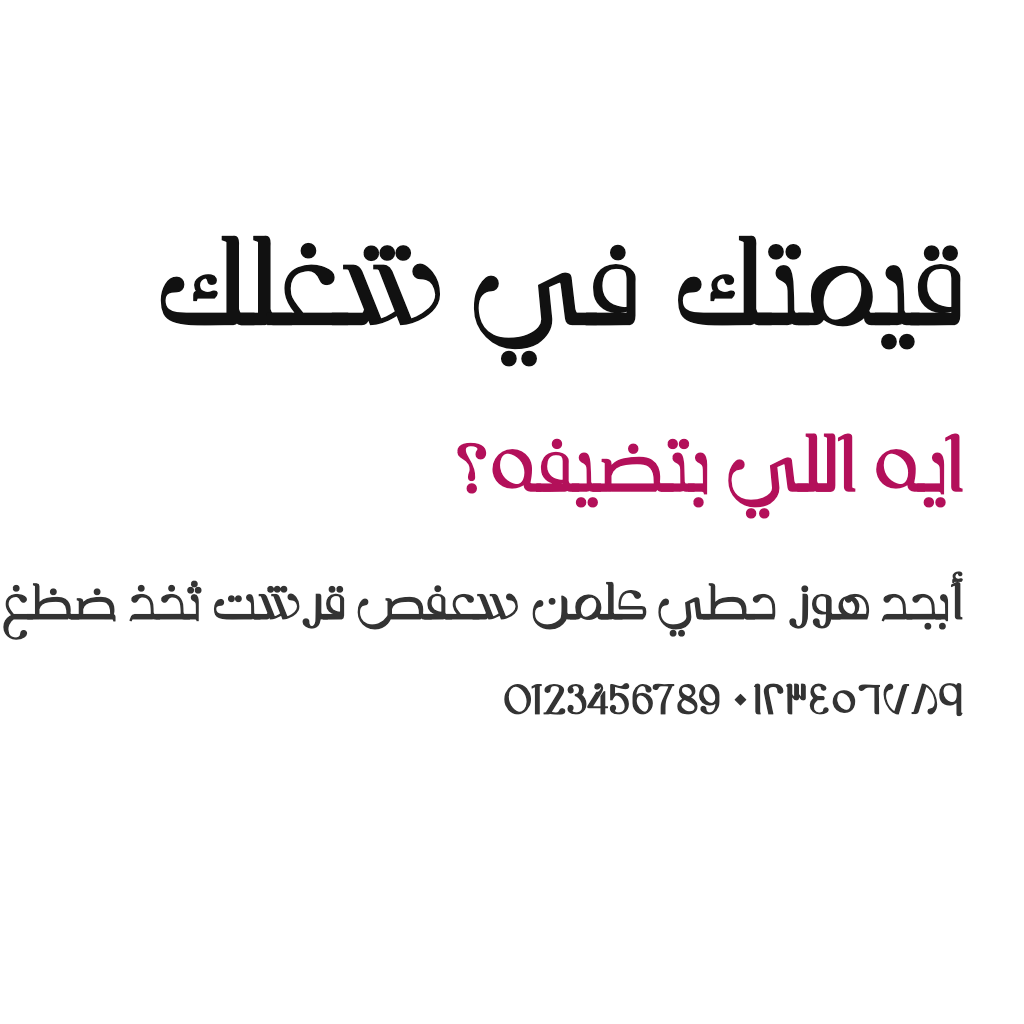 قيمتك في شغلك
ايه اللي بتضيفه؟
أبجد هوز حطي كلمن سعفص قرشت ثخذ ضظغ
0123456789 ٠١٢٣٤٥٦٧٨٩